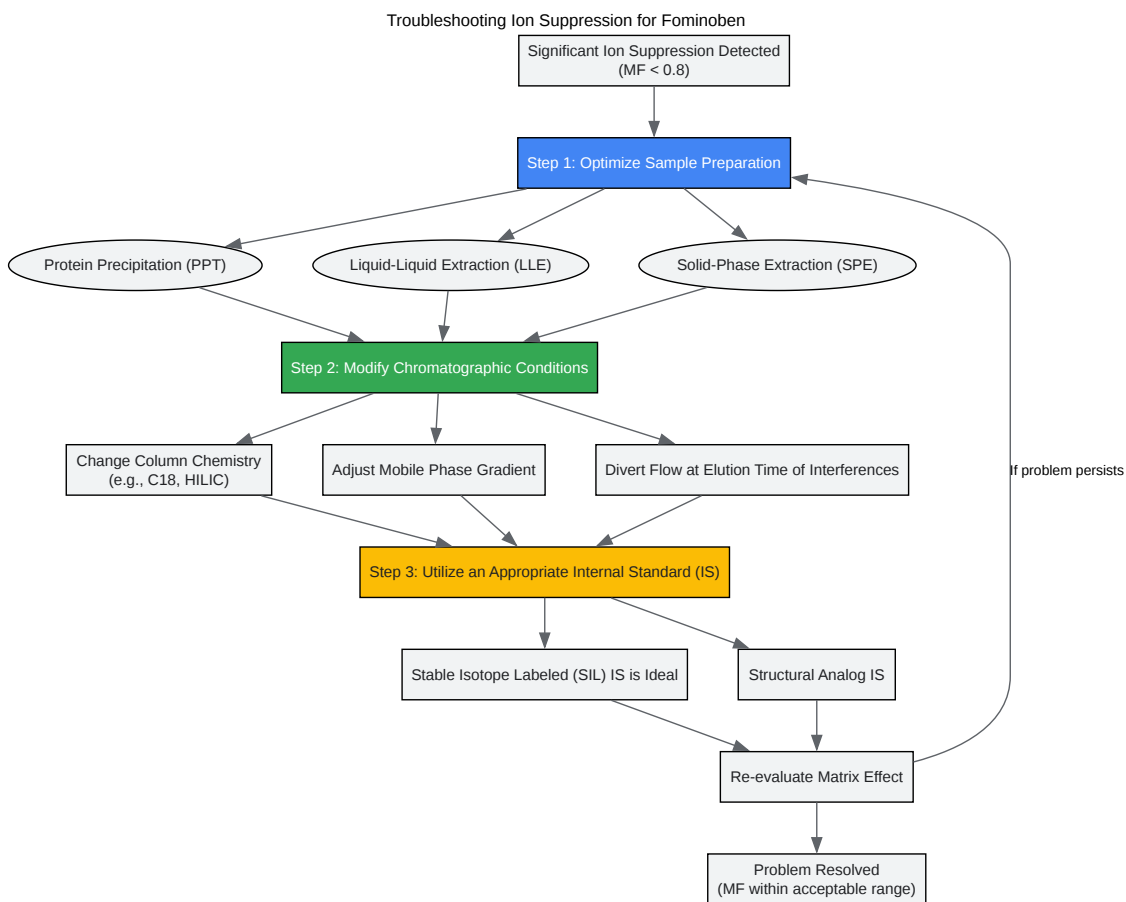 Troubleshooting Ion Suppression for Fominoben
Significant Ion Suppression Detected
(MF < 0.8)
Step 1: Optimize Sample Preparation
Protein Precipitation (PPT)
Liquid-Liquid Extraction (LLE)
Solid-Phase Extraction (SPE)
Step 2: Modify Chromatographic Conditions
Change Column Chemistry
(e.g., C18, HILIC)
Adjust Mobile Phase Gradient
Divert Flow at Elution Time of Interferences
If problem persists
Step 3: Utilize an Appropriate Internal Standard (IS)
Stable Isotope Labeled (SIL) IS is Ideal
Structural Analog IS
Re-evaluate Matrix Effect
Problem Resolved
(MF within acceptable range)